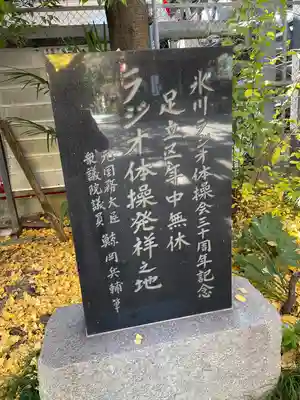 氷川ラジオ体操会三十周年記念
足立区年中無休
ラジオ体操発祥之地
元国務大臣
衆議院議員 鯨岡兵輔筆